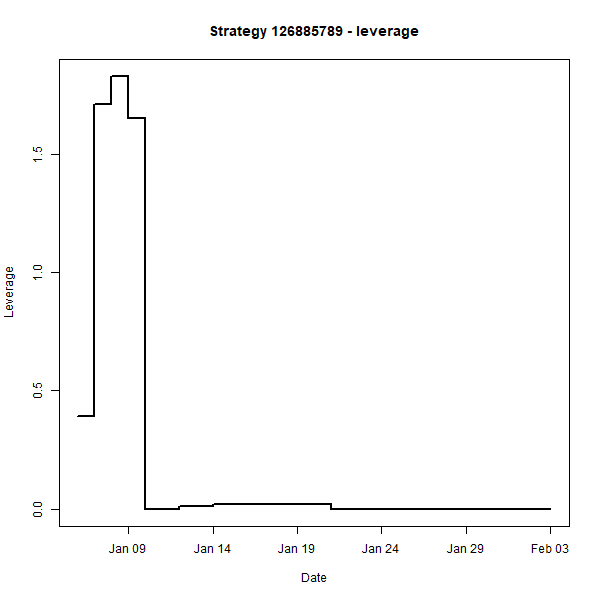 Strategy 126885789 - leverage
Leverage
1.5
1.0
0.5
0.0
Jan 09 Jan 14 Jan 19 Jan 24 Jan 29 Feb 03
Date